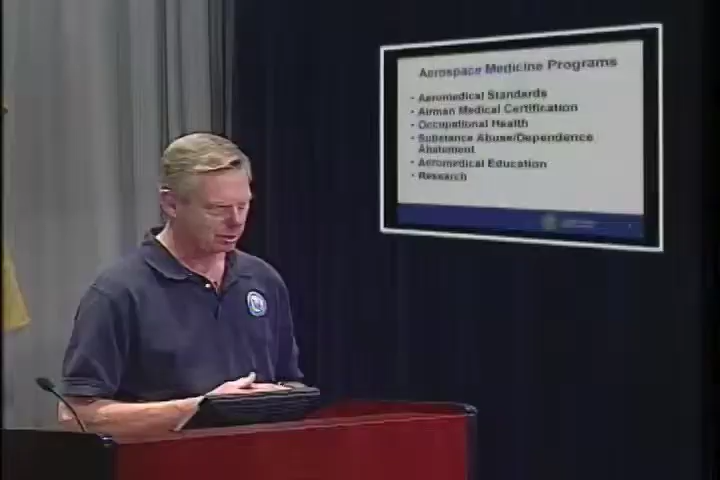 Aerospace Medicine Programs
• Aeromedical Standards
• Airman Medical Certification
• Occupational Health
• Substance Abuse/Dependence
Abatement
• Aeromedical Education
• Research